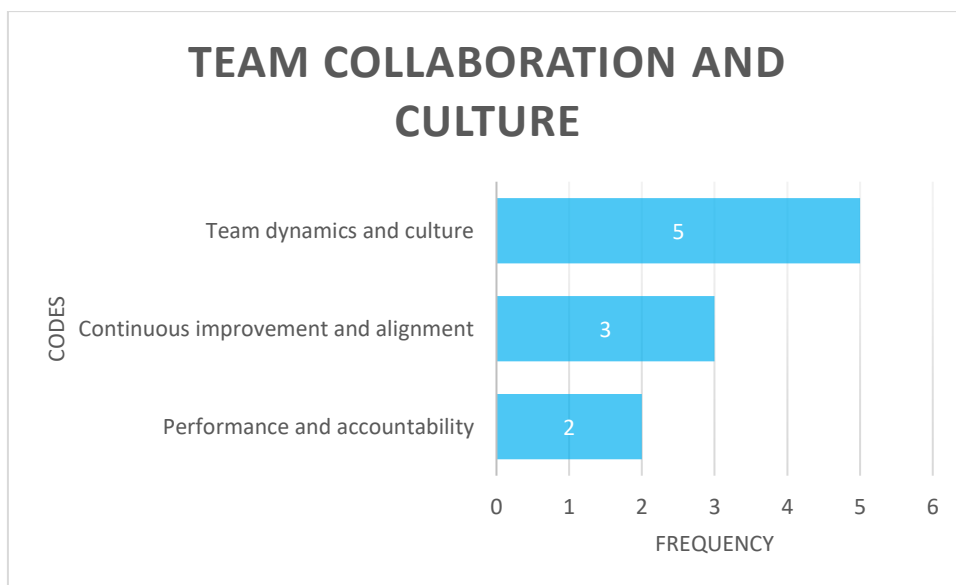 TEAM COLLABORATION AND
CULTURE
Team dynamics and culture
5
Continuous improvement and alignment
3
Performance and accountability
2
CODES
0 1 2 3 4 5 6
FREQUENCY